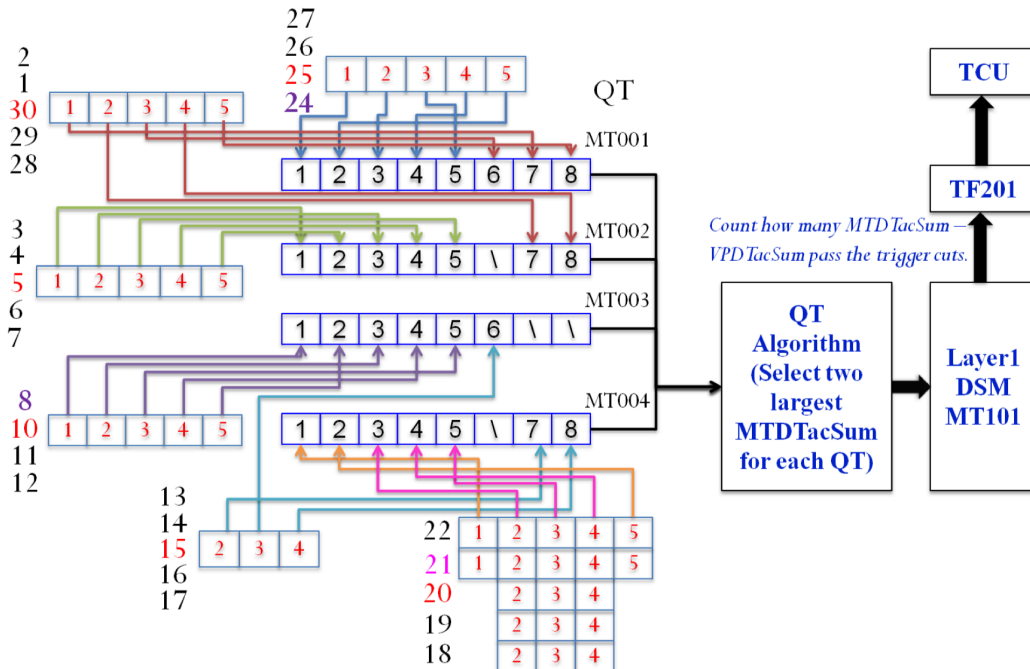 27
26
25
24
1 2 3 4 5
QT
2
1
30
29
28
1 2 3 4 5
MT001
1 2 3 4 5 6 7 8
TCU
TF201
3
4
5
6
7
1 2 3 4 5
MT002
1 2 3 4 5 \ 7 8
Count how many MTDTacSum –
VPDTacSum pass the trigger cuts.
MT003
1 2 3 4 5 6 \ \
8
10
11
12
1 2 3 4 5
MT004
1 2 3 4 5 \ 7 8
QT
Algorithm
(Select two
largest
MTDTacSum
for each QT)
Layer1
DSM
MT101
13
14
15
16
17
2 3 4
22
1 2 3 4 5
21
1 2 3 4 5
20
2 3 4
19
2 3 4
18
2 3 4